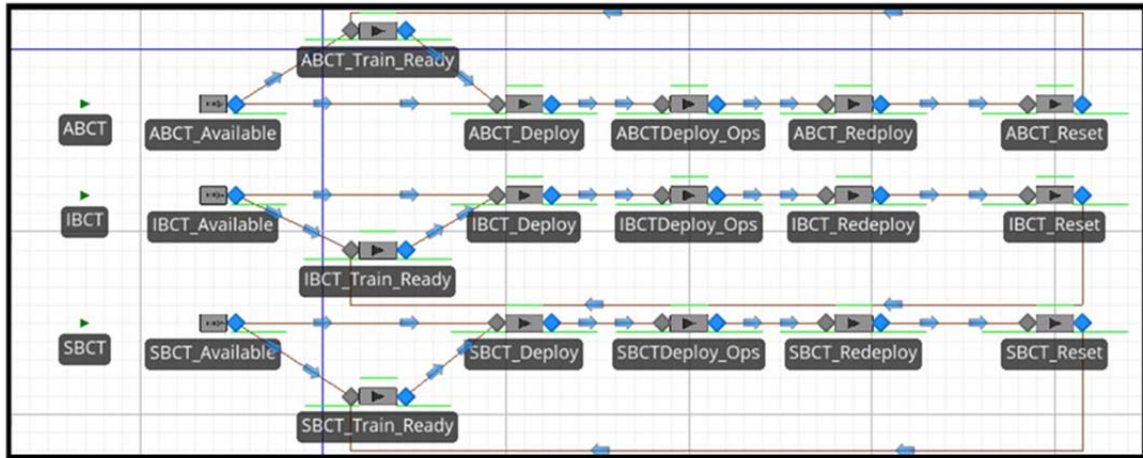 ABCT_Train_Ready
ABCT
ABCT_Available
ABCT_Deploy
ABCTDeploy_Ops
ABCT_Redploy
ABCT_Reset
IBCT
IBCT_Available
IBCT_Deploy
IBCTDeploy_Ops
IBCT_Redeploy
IBCT_Reset
IBCT_Train_Ready
SBCT
SBCT_Available
SBCT_Deploy
SBCTDeploy_Ops
SBCT_Redeploy
SBCT_Reset
SBCT_Train_Ready